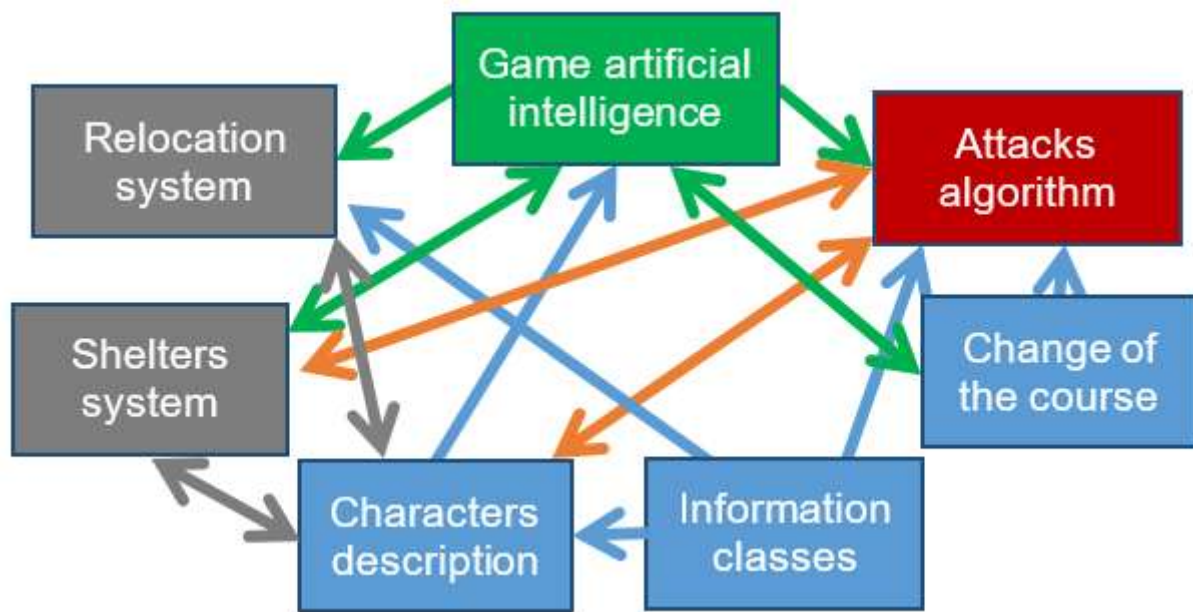 Game artificial
intelligence
Relocation
system
Attacks
algorithm
Shelters
system
Change of
the course
Characters
description
Information
classes